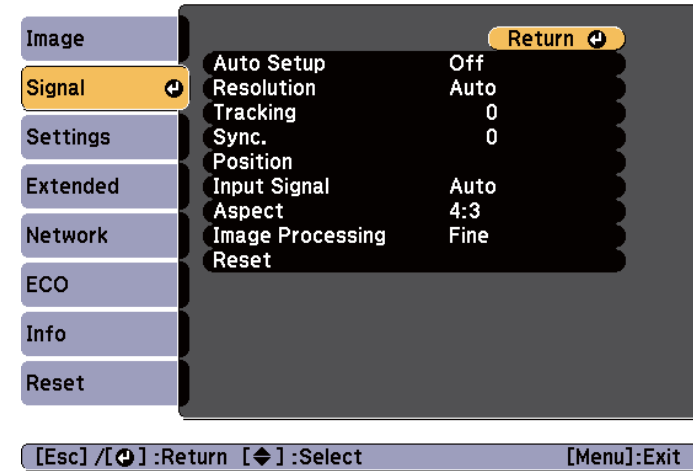 Image
Signal
Settings
Extended
Network
ECO
Info
Reset
Return
Auto Setup Off
Resolution Auto
Tracking 0
Sync. 0
Position
Input Signal Auto
Aspect 4:3
Image Processing Fine
Reset
[Esc] /[⏎] :Return [◆] :Select [Menu]:Exit